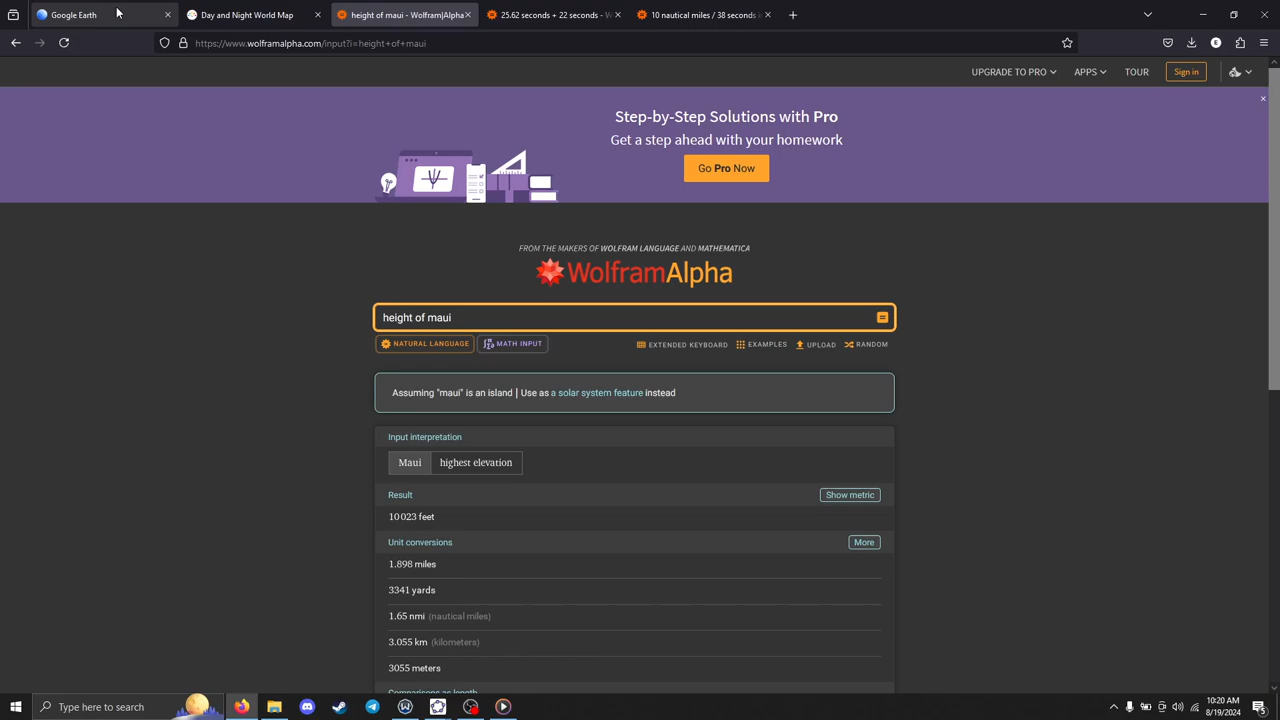 Google Earth
Day and Night World Map
height of maui - Wolfram|Alpha
25.62 seconds + 22 seconds - W
10 nautical miles / 38 seconds
https://www.wolframalpha.com/input?i=height+of+maui
E
UPGRADE TO PRO
APPS
TOUR
Sign in
Step-by-Step Solutions with Pro
Get a step ahead with your homework
Go Pro Now
FROM THE MAKERS OF WOLFRAM LANGUAGE AND MATHEMATICA
WolframAlpha
height of maui
NATURAL LANGUAGE
MATH INPUT
EXTENDED KEYBOARD
EXAMPLES
UPLOAD
RANDOM
Assuming "maui" is an island | Use as a solar system feature instead
Input interpretation
Maui
highest elevation
Result
Show metric
10023 feet
Unit conversions
More
1.898 miles
3341 yards
1.65 nmi (nautical miles)
3.055 km (kilometers)
3055 meters
Comparisons as length
Type here to search
10:20 AM
8/19/2024